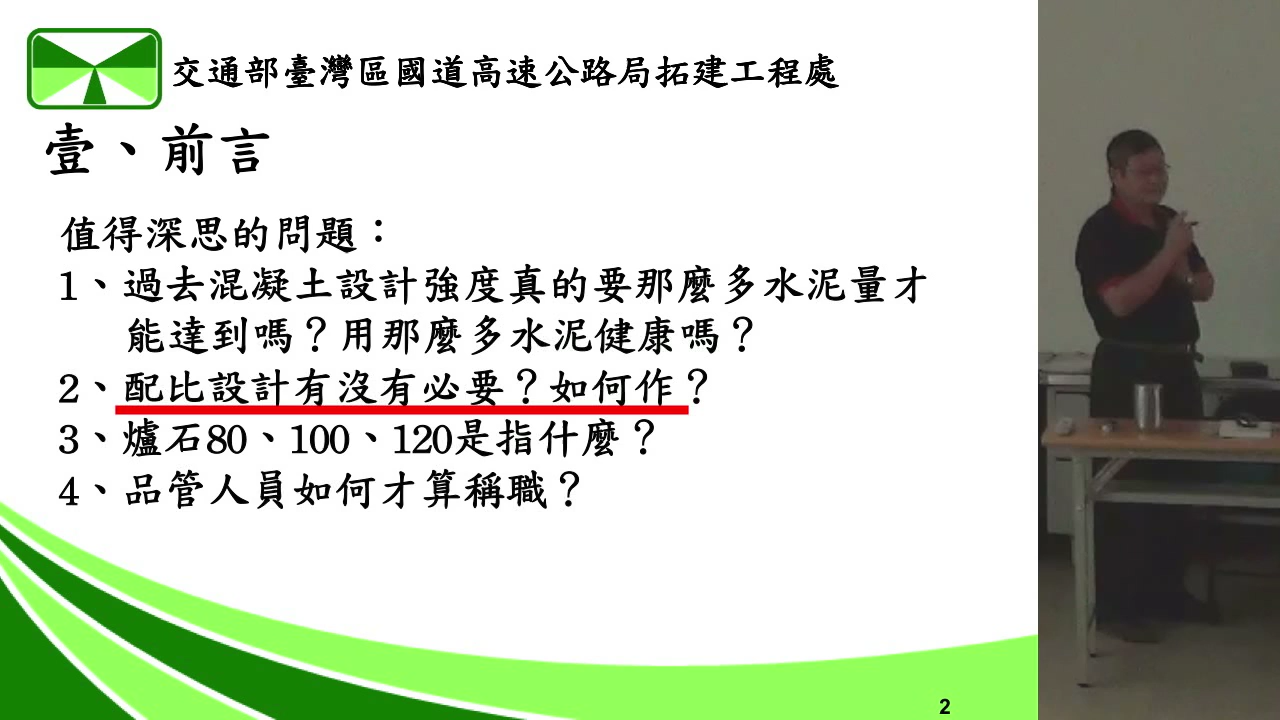 交通部臺灣區國道高速公路局拓建工程處
壹、前言
值得深思的問題：
1、過去混凝土設計強度真的要那麼多水泥量才
能達到嗎？用那麼多水泥健康嗎？
2、配比設計有沒有必要？如何作？
3、爐石80、100、120是指什麼？
4、品管人員如何才算稱職？
2